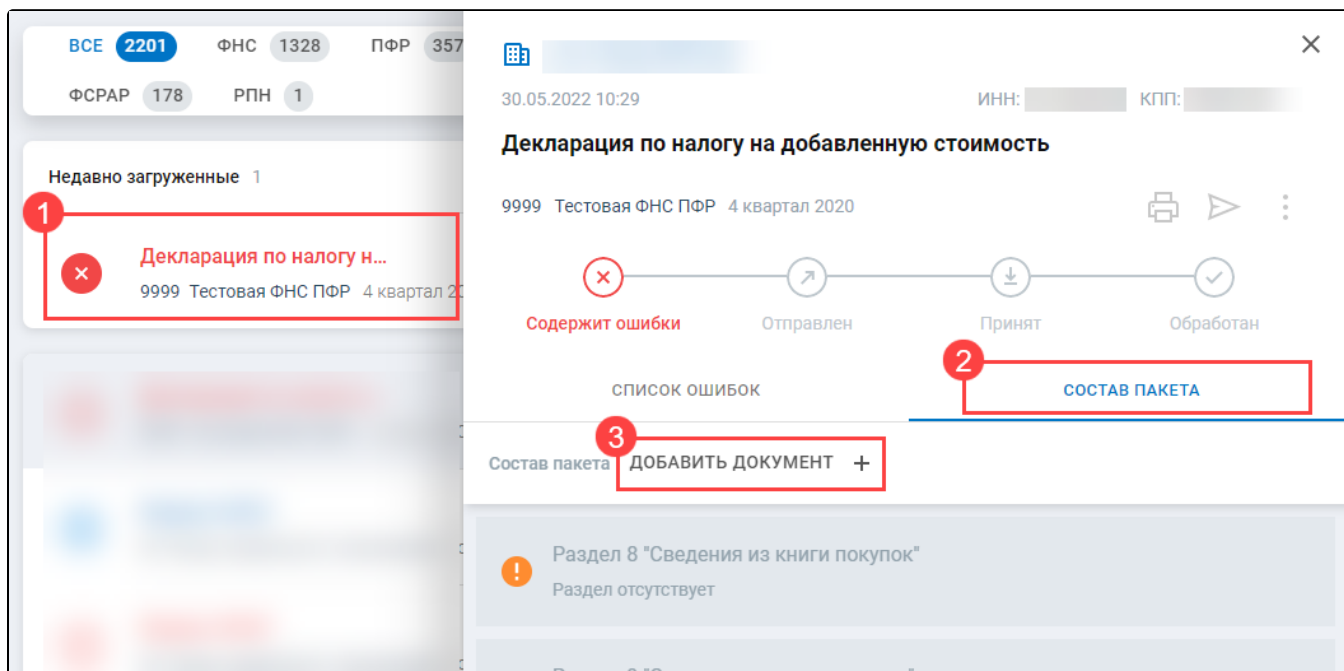 ВСЕ 2201 ФНС 1328 ПФР 357
ФСРАР 178 РПН 1
Недавно загруженные 1
1
Декларация по налогу н...
9999 Тестовая ФНС ПФР 4 квартал 20
30.05.2022 10:29 ИНН: КПП:
Декларация по налогу на добавленную стоимость
9999 Тестовая ФНС ПФР 4 квартал 2020
Содержит ошибки Отправлен Принят Обработан
2
СПИСОК ОШИБОК СОСТАВ ПАКЕТА
3
Состав пакета ДОБАВИТЬ ДОКУМЕНТ +
Раздел 8 "Сведения из книги покупок"
Раздел отсутствует